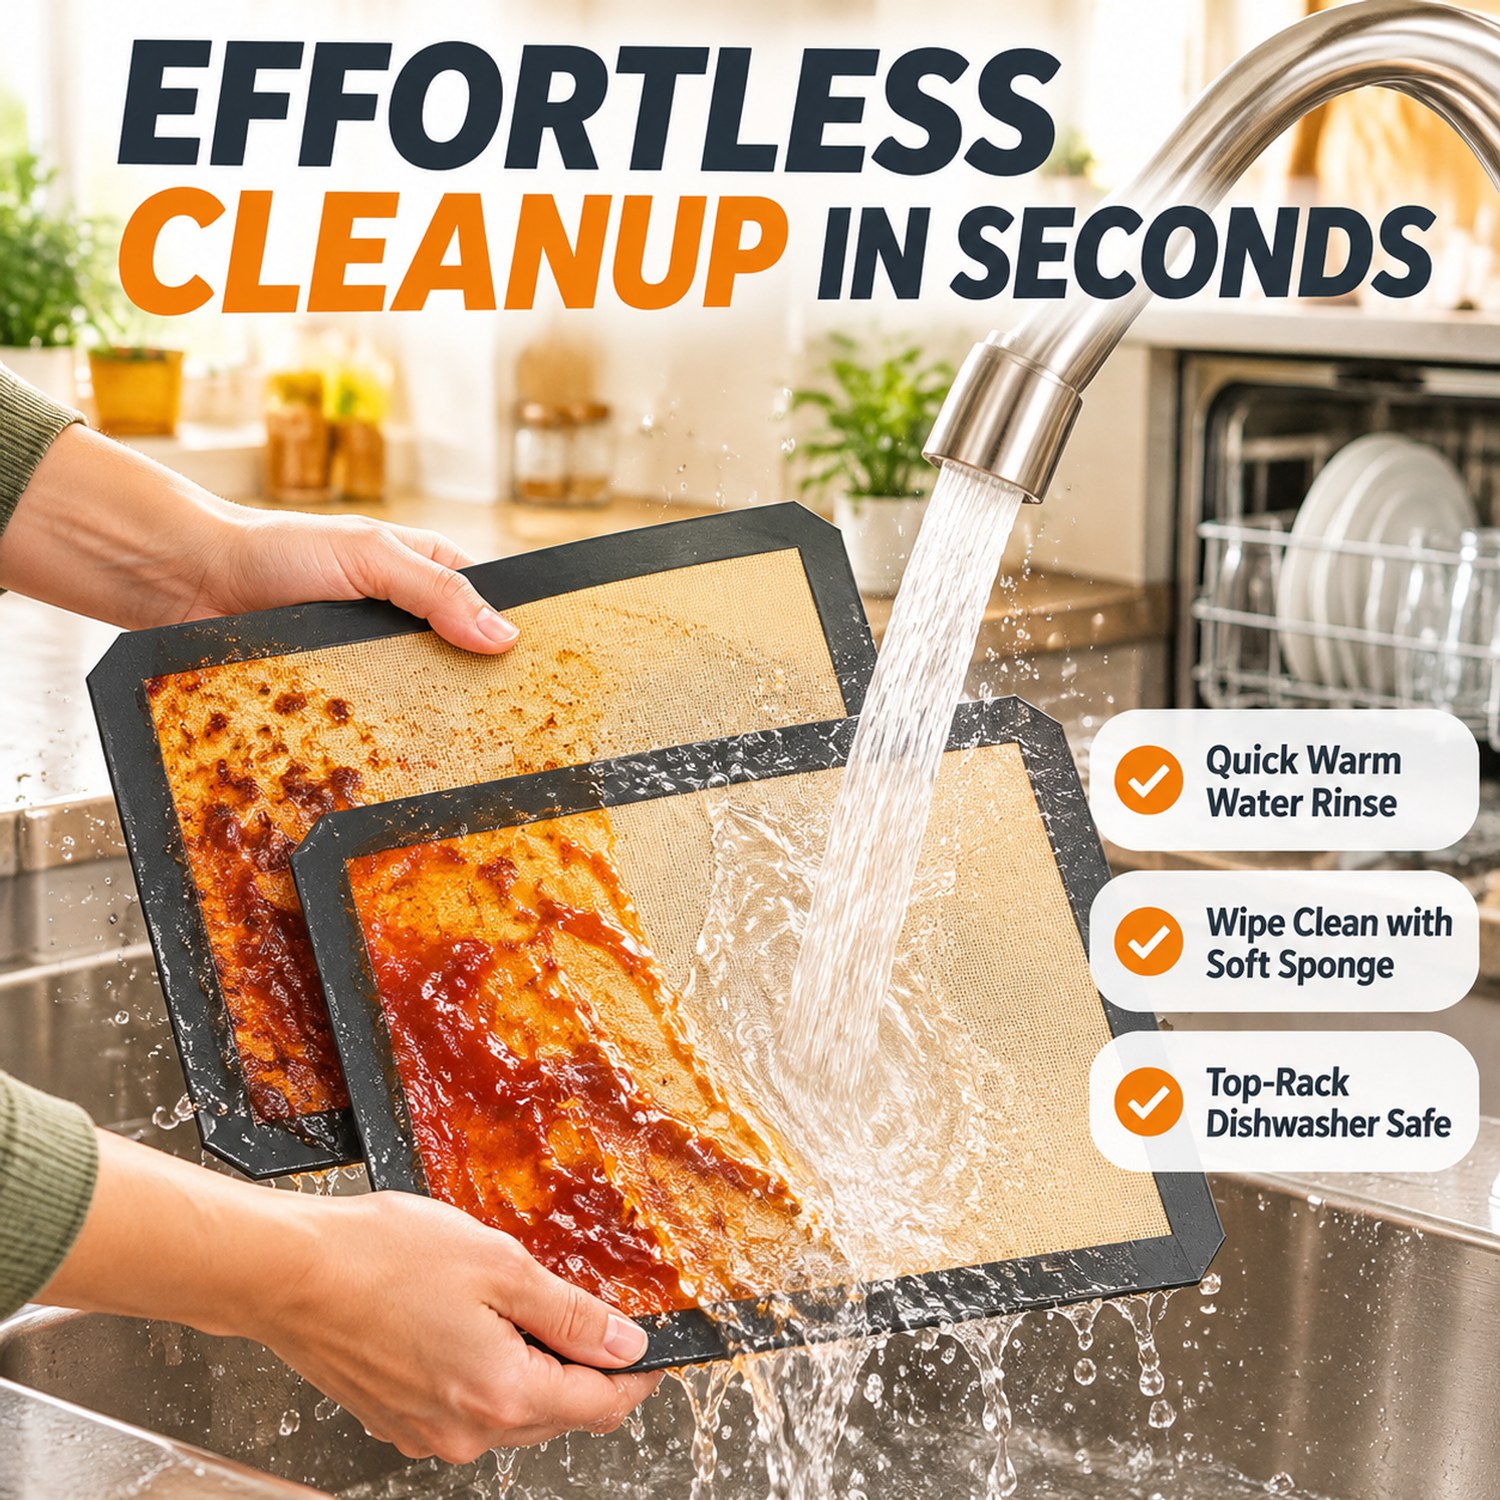 EFFORTLESS
CLEANUP IN SECONDS
Quick Warm
Water Rinse
Wipe Clean with
Soft Sponge
Top-Rack
Dishwasher Safe